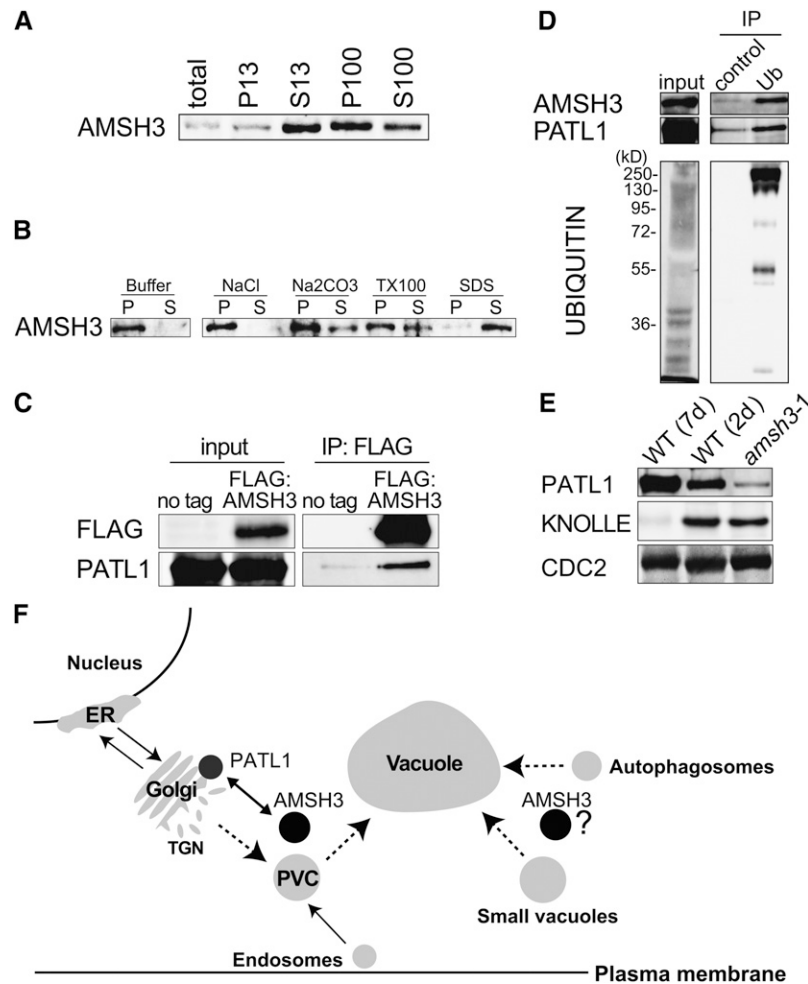 A
total P13 S13 P100 S100
AMSH3
B
Buffer NaCl Na2CO3 TX100 SDS
P S P S P S P S P S
AMSH3
C
input IP: FLAG
no tag FLAG:AMSH3 no tag FLAG:AMSH3
FLAG
PATL1
D
IP
input control Ub
AMSH3
PATL1
(kD)
250-
130-
95-
72-
55-
36-
UBIQUITIN
E
WT (7d) WT (2d) amsh3-1
PATL1
KNOLLE
CDC2
F
Nucleus
ER
PATL1
Golgi
TGN
AMSH3
PVC
Endosomes
Vacuole
Autophagosomes
AMSH3
?
Small vacuoles
Plasma membrane